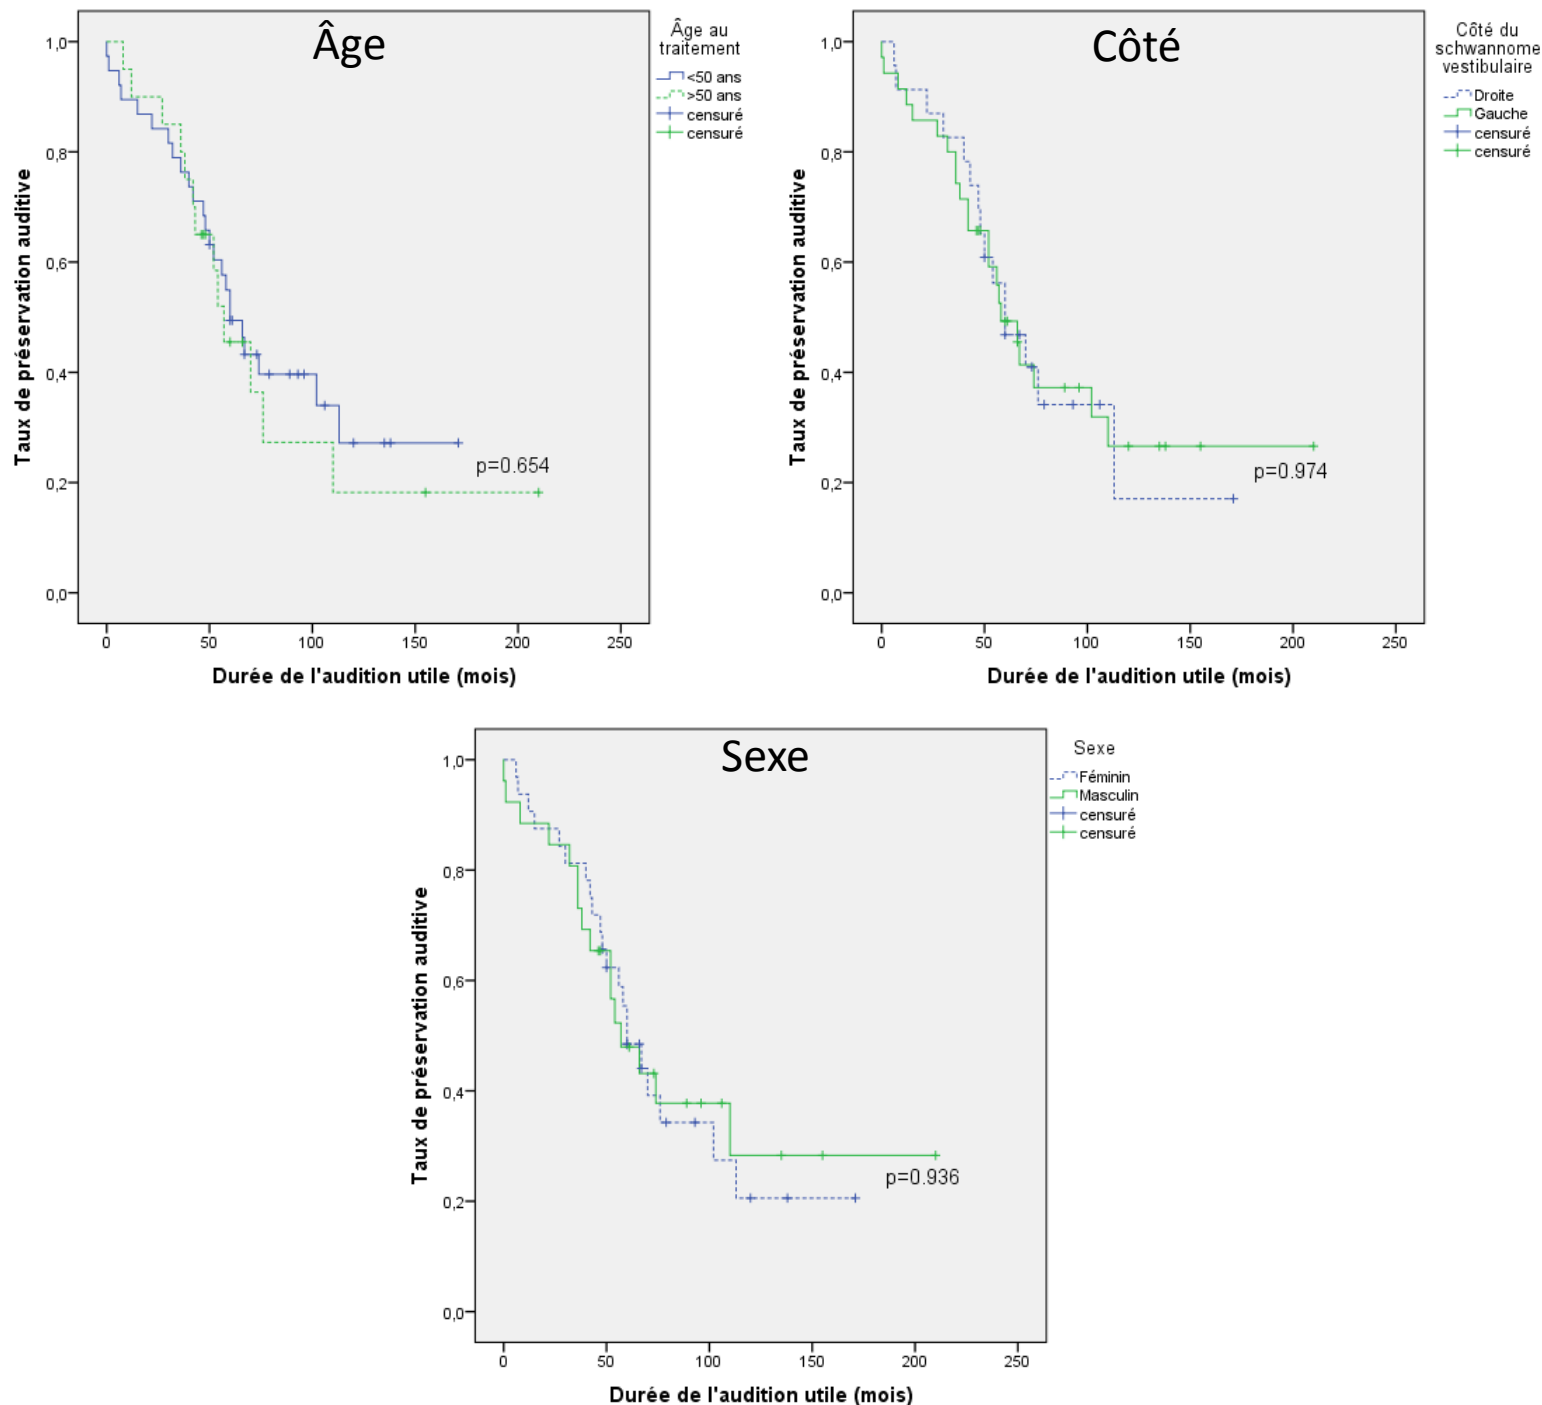 Âge
Âge au
traitement
<50 ans
>50 ans
censuré
censuré
1,0
0,8
0,6
0,4
0,2
0,0
Taux de préservation auditive
p=0.654
0 50 100 150 200 250
Durée de l'audition utile (mois)
Côté
Côté du
schwannome
vestibulaire
Droite
Gauche
censuré
censuré
1,0
0,8
0,6
0,4
0,2
0,0
Taux de préservation auditive
p=0.974
0 50 100 150 200 250
Durée de l'audition utile (mois)
Sexe
Sexe
Féminin
Masculin
censuré
censuré
1,0
0,8
0,6
0,4
0,2
0,0
Taux de préservation auditive
p=0.936
0 50 100 150 200 250
Durée de l'audition utile (mois)